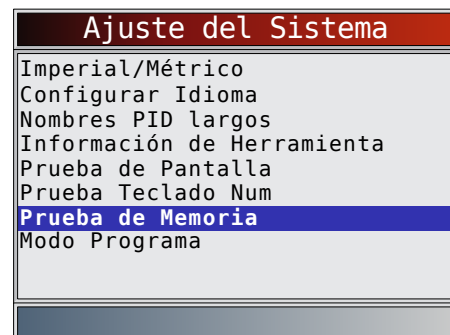 Ajuste del Sistema
Imperial/Métrico
Configurar Idioma
Nombres PID largos
Información de Herramienta
Prueba de Pantalla
Prueba Teclado Num
Prueba de Memoria
Modo Programa